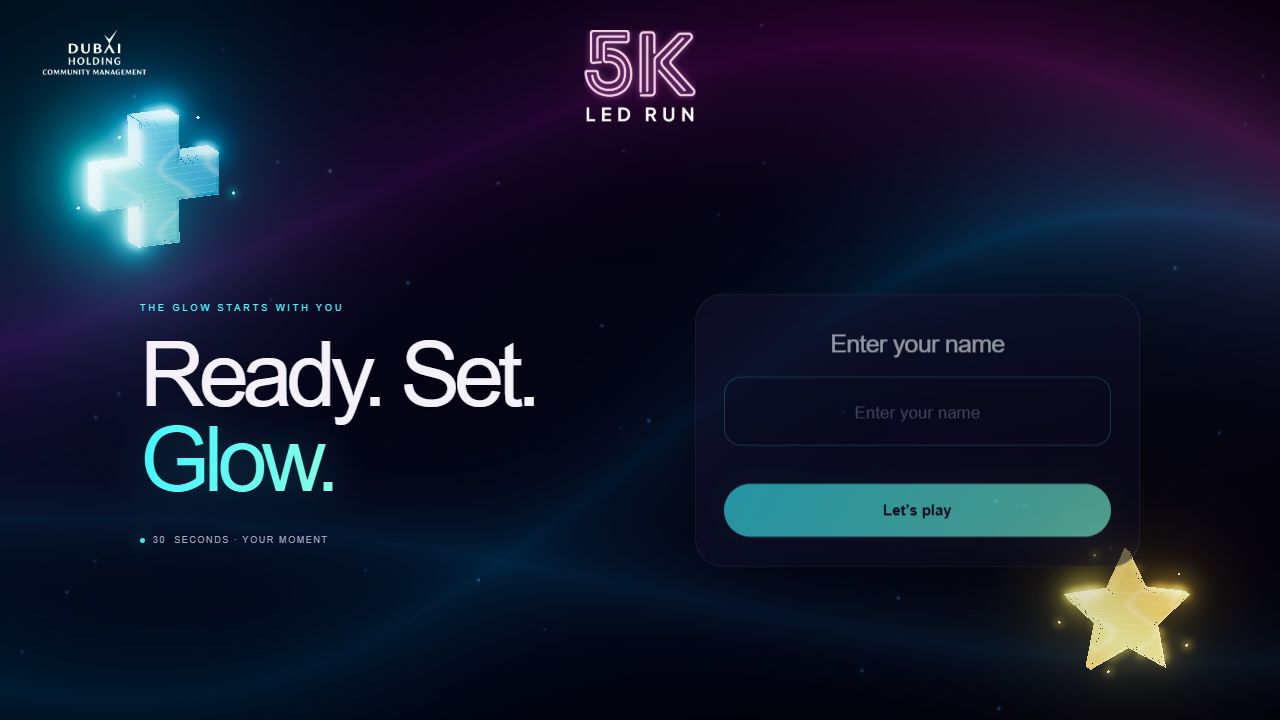 DUBAI
HOLDING
COMMUNITY MANAGEMENT
5K
LED RUN
THE GLOW STARTS WITH YOU
Ready. Set.
Glow.
30 SECONDS · YOUR MOMENT
Enter your name
Enter your name
Let's play